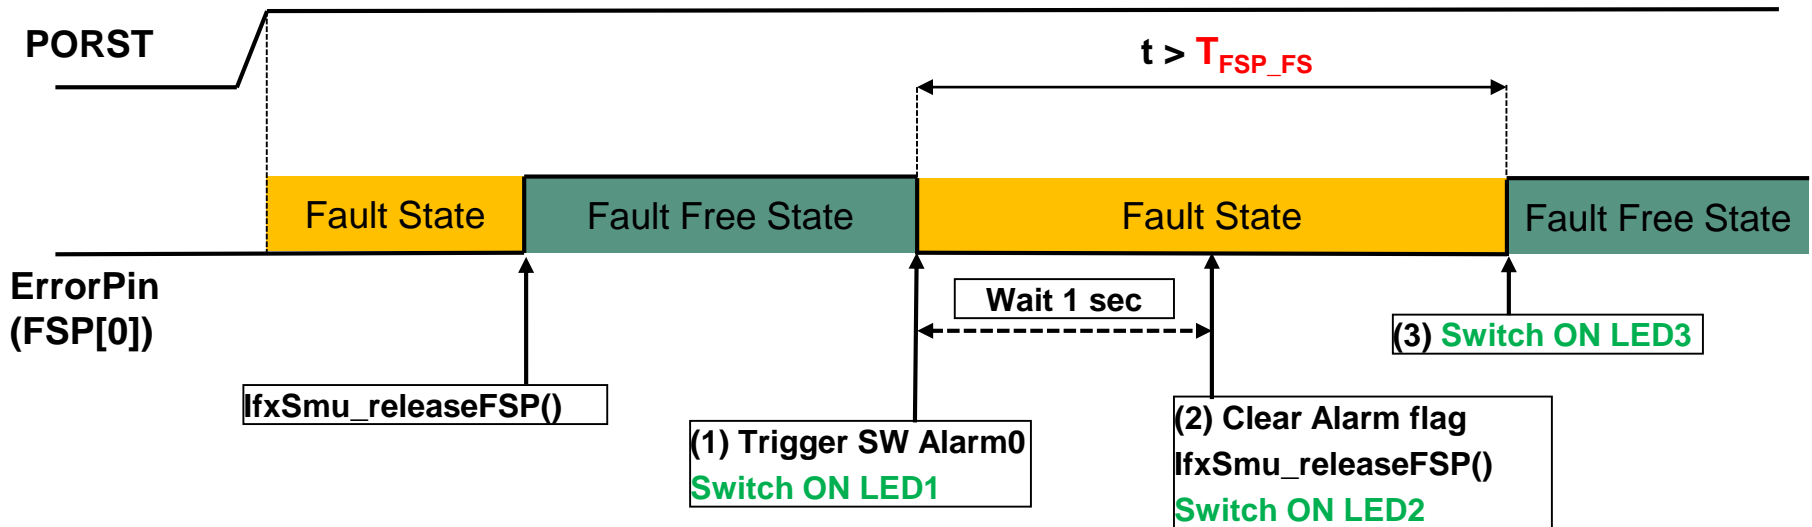 PORST
t > T_FSP_FS
Fault State
Fault Free State
Fault State
Fault Free State
ErrorPin
(FSP[0])
Wait 1 sec
(3) Switch ON LED3
IfxSmu_releaseFSP()
(1) Trigger SW Alarm0
Switch ON LED1
(2) Clear Alarm flag
IfxSmu_releaseFSP()
Switch ON LED2